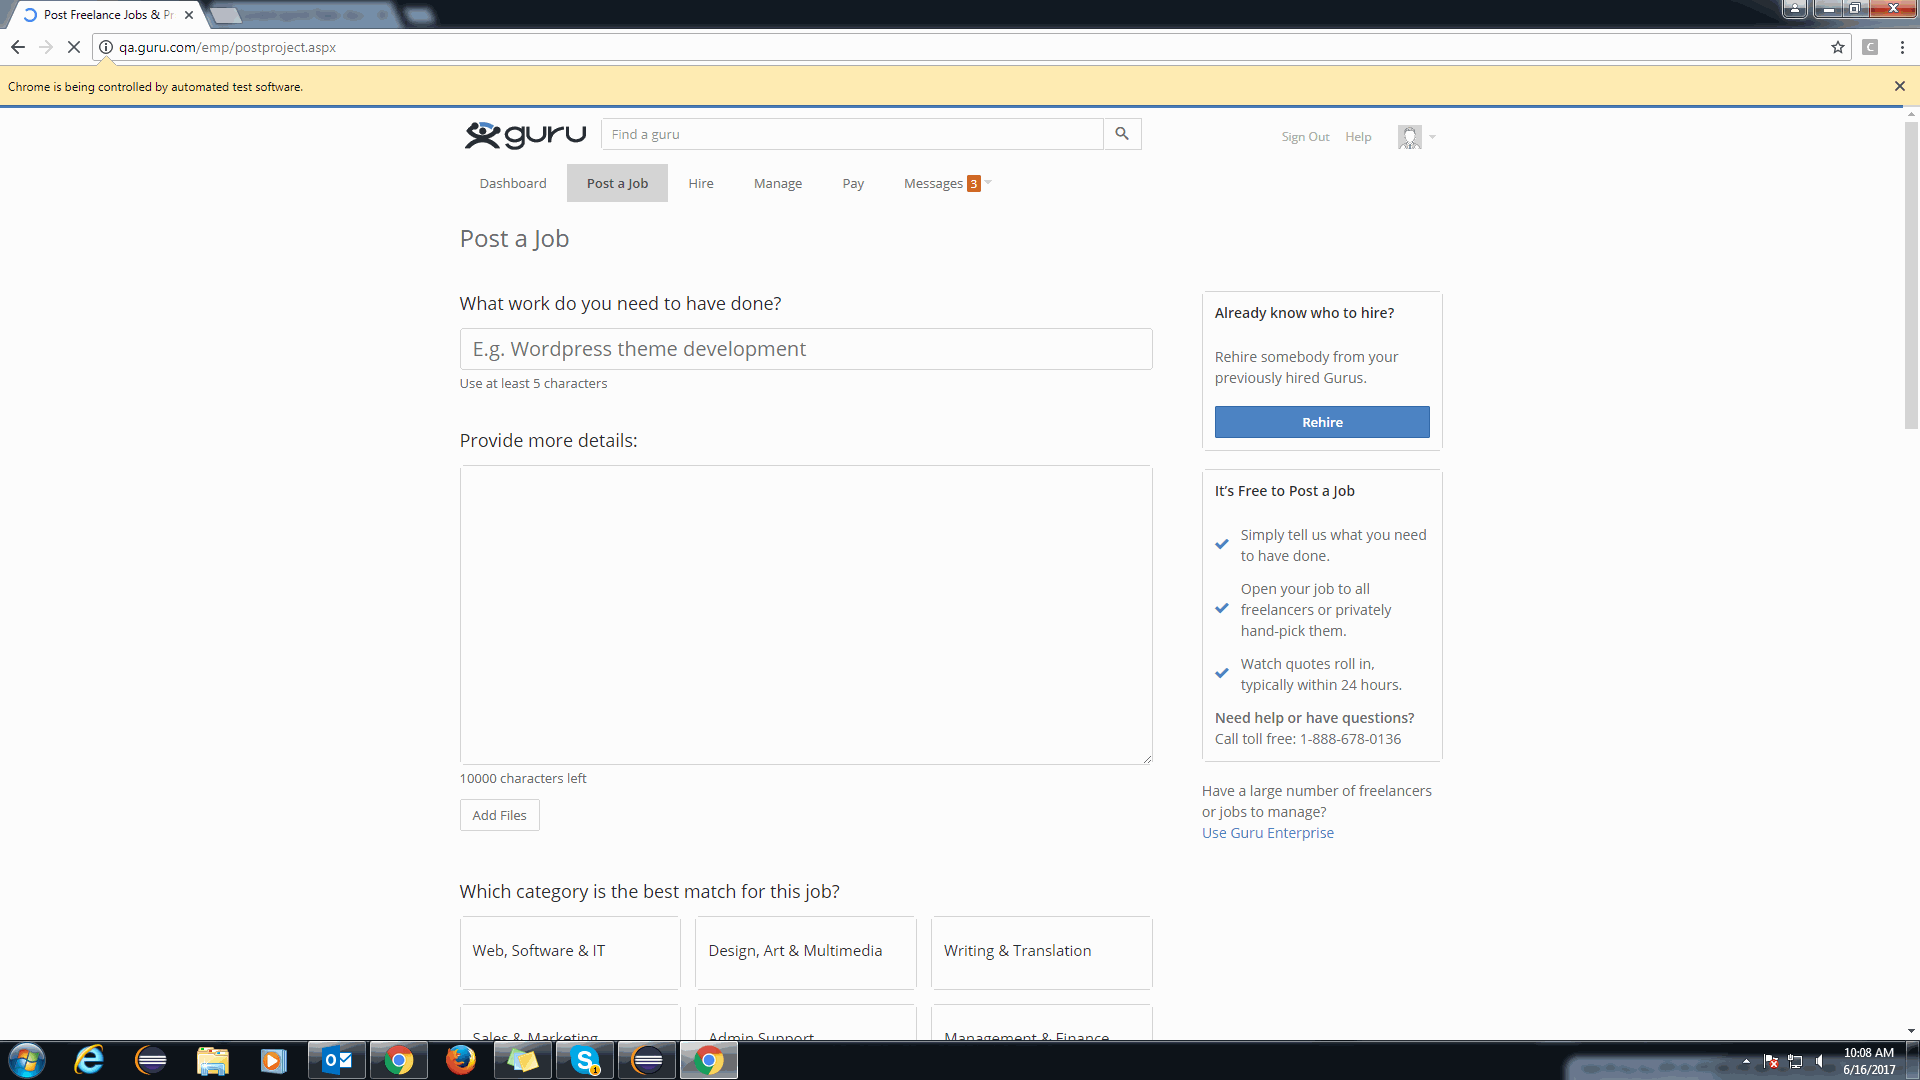 Post Freelance Jobs & Pr
qa.guru.com/emp/postproject.aspx
C
Chrome is being controlled by automated test software.
guru
Find a guru
Sign Out Help
Dashboard Post a Job Hire Manage Pay Messages 3
Post a Job
What work do you need to have done?
E.g. Wordpress theme development
Use at least 5 characters
Provide more details:
10000 characters left
Add Files
Which category is the best match for this job?
Web, Software & IT
Design, Art & Multimedia
Writing & Translation
Sales & Marketing
Admin Support
Management & Finance
Already know who to hire?
Rehire somebody from your
previously hired Gurus.
Rehire
It’s Free to Post a Job
Simply tell us what you need
to have done.
Open your job to all
freelancers or privately
hand-pick them.
Watch quotes roll in,
typically within 24 hours.
Need help or have questions?
Call toll free: 1-888-678-0136
Have a large number of freelancers
or jobs to manage?
Use Guru Enterprise
1
10:08 AM
6/16/2017